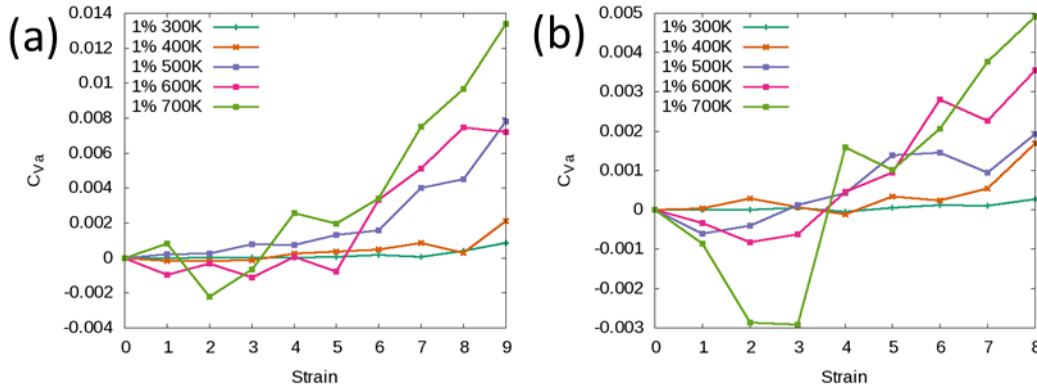 (a)
0.014
0.012
0.01
0.008
0.006
0.004
0.002
0
-0.002
-0.004
C_Va
1% 300K
1% 400K
1% 500K
1% 600K
1% 700K
0 1 2 3 4 5 6 7 8 9
Strain
(b)
0.005
0.004
0.003
0.002
0.001
0
-0.001
-0.002
-0.003
C_Va
1% 300K
1% 400K
1% 500K
1% 600K
1% 700K
0 1 2 3 4 5 6 7 8
Strain